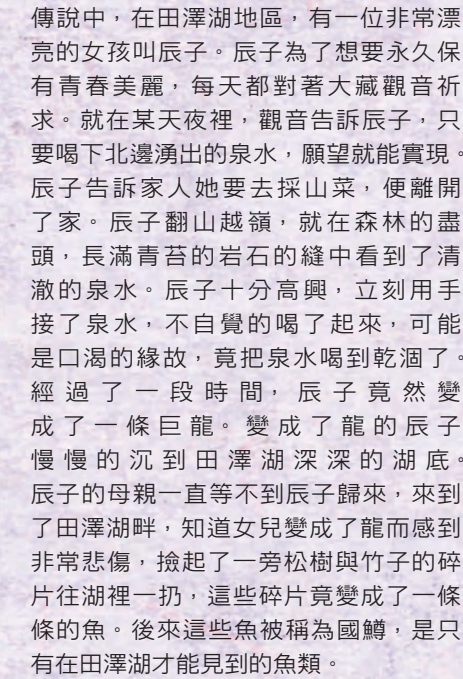 傳說中，在田澤湖地區，有一位非常漂
亮的女孩叫辰子。辰子為了想要永久保
有青春美麗，每天都對著大藏觀音祈
求。就在某天夜裡，觀音告訴辰子，只
要喝下北邊湧出的泉水，願望就能實現。
辰子告訴家人她要去採山菜，便離開
了家。辰子翻山越嶺，就在森林的盡
頭，長滿青苔的岩石的縫中看到了清
澈的泉水。辰子十分高興，立刻用手
接了泉水，不自覺的喝了起來，可能
是口渴的緣故，竟把泉水喝到乾涸了。
經過了一段時間，辰子竟然變
成了一條巨龍。變成了龍的辰子
慢慢的沉到田澤湖深深的湖底。
辰子的母親一直等不到辰子歸來，來到
了田澤湖畔，知道女兒變成了龍而感到
非常悲傷，撿起了一旁松樹與竹子的碎
片往湖裡一扔，這些碎片竟變成了一條
條的魚。後來這些魚被稱為國鱒，是只
有在田澤湖才能見到的魚類。